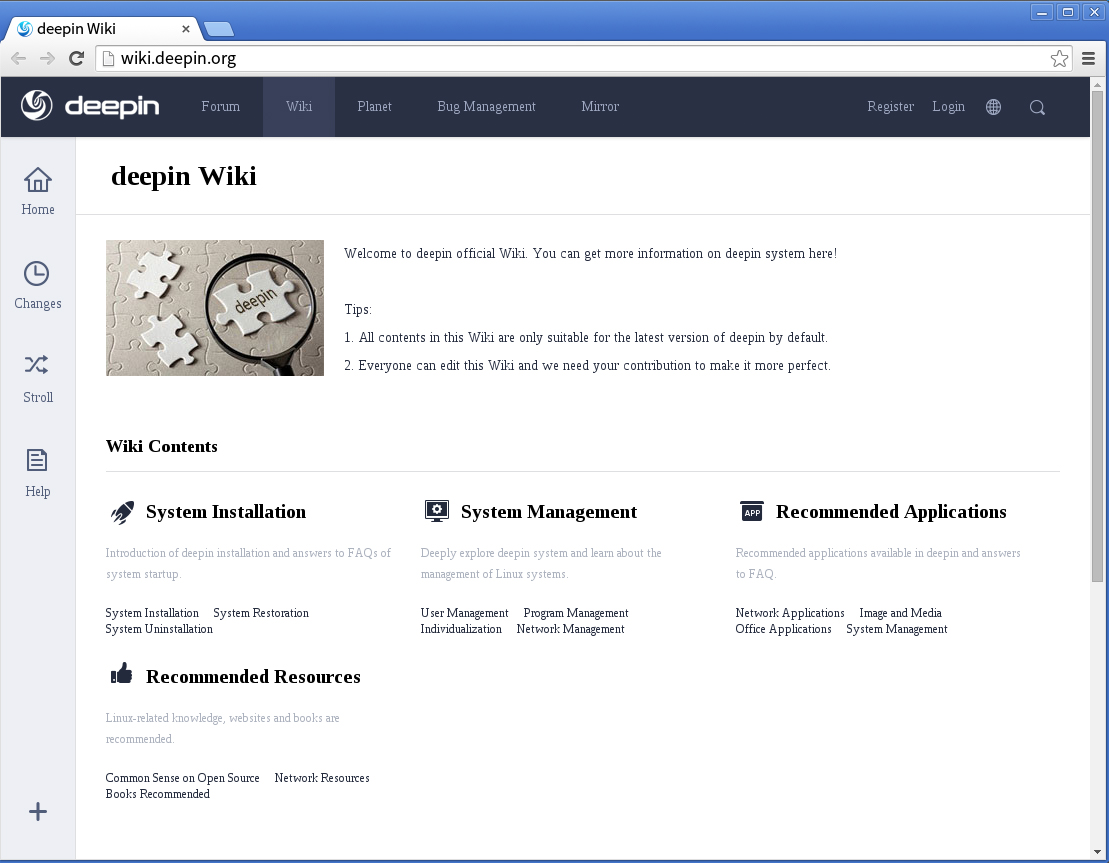 deepin Wiki
wiki.deepin.org
deepin Forum Wiki Planet Bug Management Mirror Register Login
Home
Changes
Stroll
Help
deepin Wiki
deepin
Welcome to deepin official Wiki. You can get more information on deepin system here!
Tips:
1. All contents in this Wiki are only suitable for the latest version of deepin by default.
2. Everyone can edit this Wiki and we need your contribution to make it more perfect.
Wiki Contents
System Installation
Introduction of deepin installation and answers to FAQs of
system startup.
System Installation System Restoration
System Uninstallation
System Management
Deeply explore deepin system and learn about the
management of Linux systems.
User Management Program Management
Individualization Network Management
APP
Recommended Applications
Recommended applications available in deepin and answers
to FAQ.
Network Applications Image and Media
Office Applications System Management
Recommended Resources
Linux-related knowledge, websites and books are
recommended.
Common Sense on Open Source Network Resources
Books Recommended